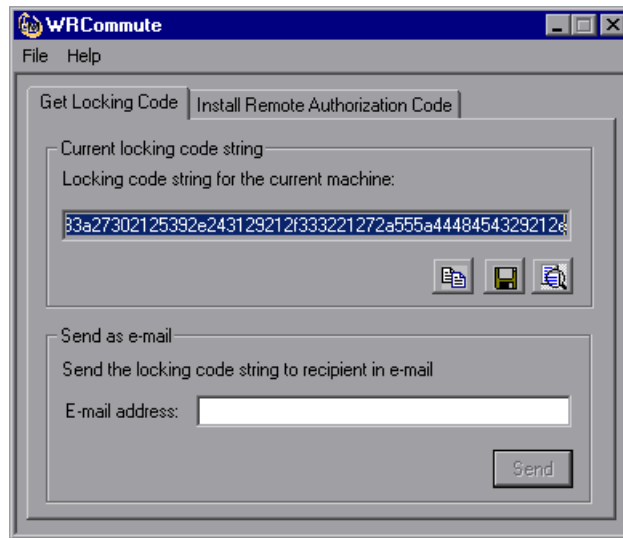 WRCommute
File Help
Get Locking Code Install Remote Authorization Code
Current locking code string
Locking code string for the current machine:
33a27302125392e243129212f333221272a555a4448454329212e
Send as e-mail
Send the locking code string to recipient in e-mail
E-mail address:
Send